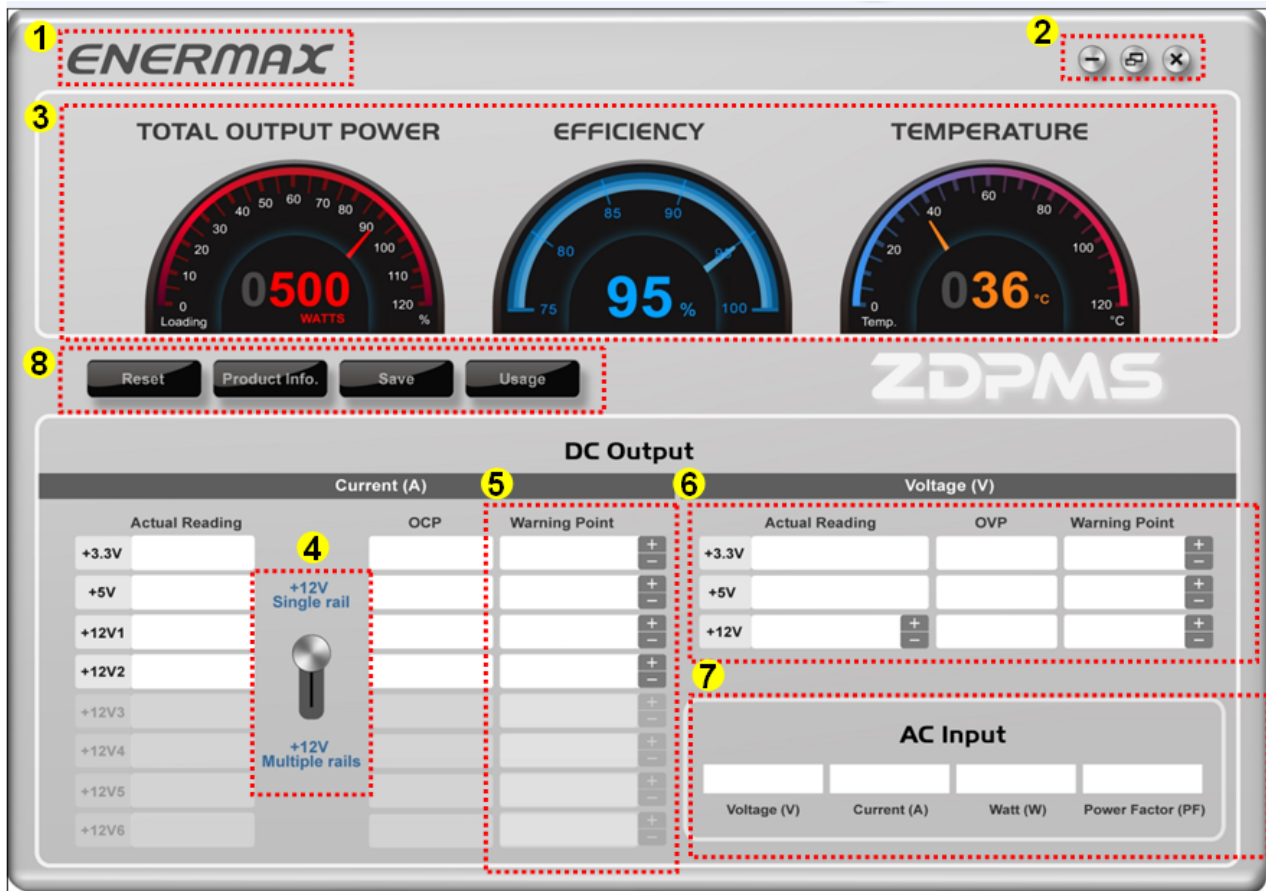 1
ENERMAX
2
3
TOTAL OUTPUT POWER
EFFICIENCY
TEMPERATURE
0 10 20 30 40 50 60 70 80 90 100 110 120
Loading
%
0500
WATTS
75 80 85 90 95 100
95 %
0 20 40 60 80 100 120
Temp.
°C
036 °C
8
Reset
Product Info.
Save
Usage
ZDPMS
DC Output
Current (A)
5
6
Voltage (V)
Actual Reading
OCP
Warning Point
+3.3V
+ −
+5V
+ −
+12V1
+ −
+12V2
+ −
+12V3
+ −
+12V4
+ −
+12V5
+ −
+12V6
+ −
4
+12V
Single rail
+12V
Multiple rails
Actual Reading
OVP
Warning Point
+3.3V
+ −
+5V
+ −
+12V
+ −
+ −
7
AC Input
Voltage (V)
Current (A)
Watt (W)
Power Factor (PF)